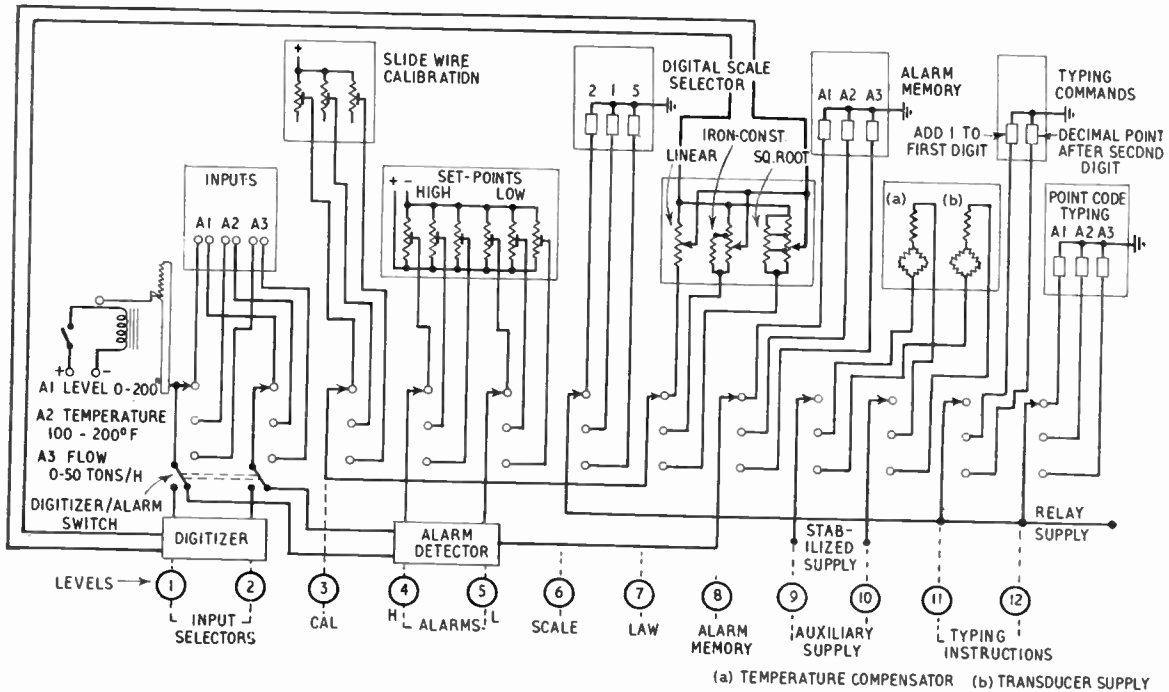 SLIDE WIRE
CALIBRATION
+
2 1 5
DIGITAL SCALE
SELECTOR
A1 A2 A3
ALARM
MEMORY
TYPING
COMMANDS
ADD 1 TO
FIRST DIGIT
DECIMAL POINT
AFTER SECOND
DIGIT
IRON-CONST.
LINEAR
SQ.ROOT
INPUTS
A1 A2 A3
SET-POINTS
+ -
HIGH LOW
(a) (b)
POINT CODE
TYPING
A1 A2 A3
+ -
A1 LEVEL 0-200
A2 TEMPERATURE
100-200°F
A3 FLOW
0-50 TONS/H
DIGITIZER/ALARM
SWITCH
DIGITIZER
ALARM
DETECTOR
STAB-
ILIZED
SUPPLY
RELAY
SUPPLY
LEVELS
1 2 3 4 5 6 7 8 9 10 11 12
H L
INPUT
SELECTORS
CAL
ALARMS
SCALE
LAW
ALARM
MEMORY
AUXILIARY
SUPPLY
TYPING
INSTRUCTIONS
(a) TEMPERATURE COMPENSATOR (b) TRANSDUCER SUPPLY